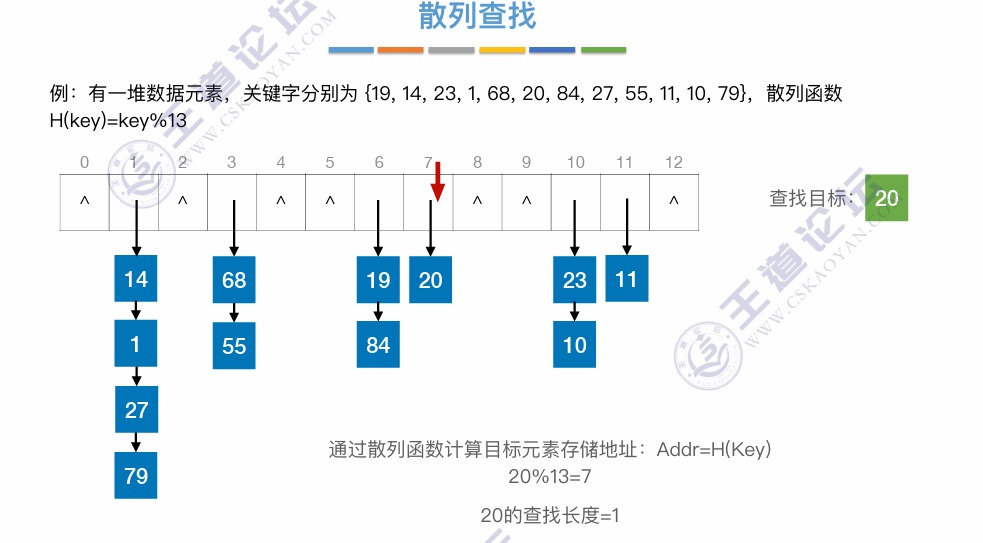 散列查找
例：有一堆数据元素，关键字分别为 {19, 14, 23, 1, 68, 20, 84, 27, 55, 11, 10, 79}，散列函数
H(key)=key%13
0 1 2 3 4 5 6 7 8 9 10 11 12
^ ^ ^ ^ ^ ^ ^
查找目标： 20
14 68 19 20 23 11
1 55 84 10
27
79
通过散列函数计算目标元素存储地址：Addr=H(Key)
20%13=7
20的查找长度=1
王道论坛
WWW.CSKAOYAN.COM
王道论坛
WWW.CSKAOYAN.COM